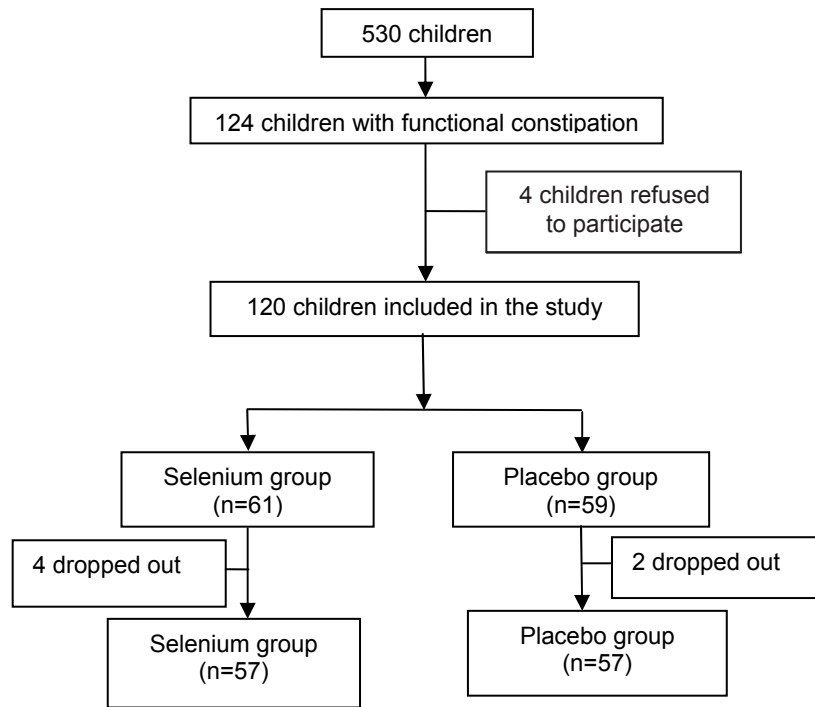 530 children
124 children with functional constipation
4 children refused
to participate
120 children included in the study
Selenium group
(n=61)
Placebo group
(n=59)
4 dropped out
2 dropped out
Selenium group
(n=57)
Placebo group
(n=57)